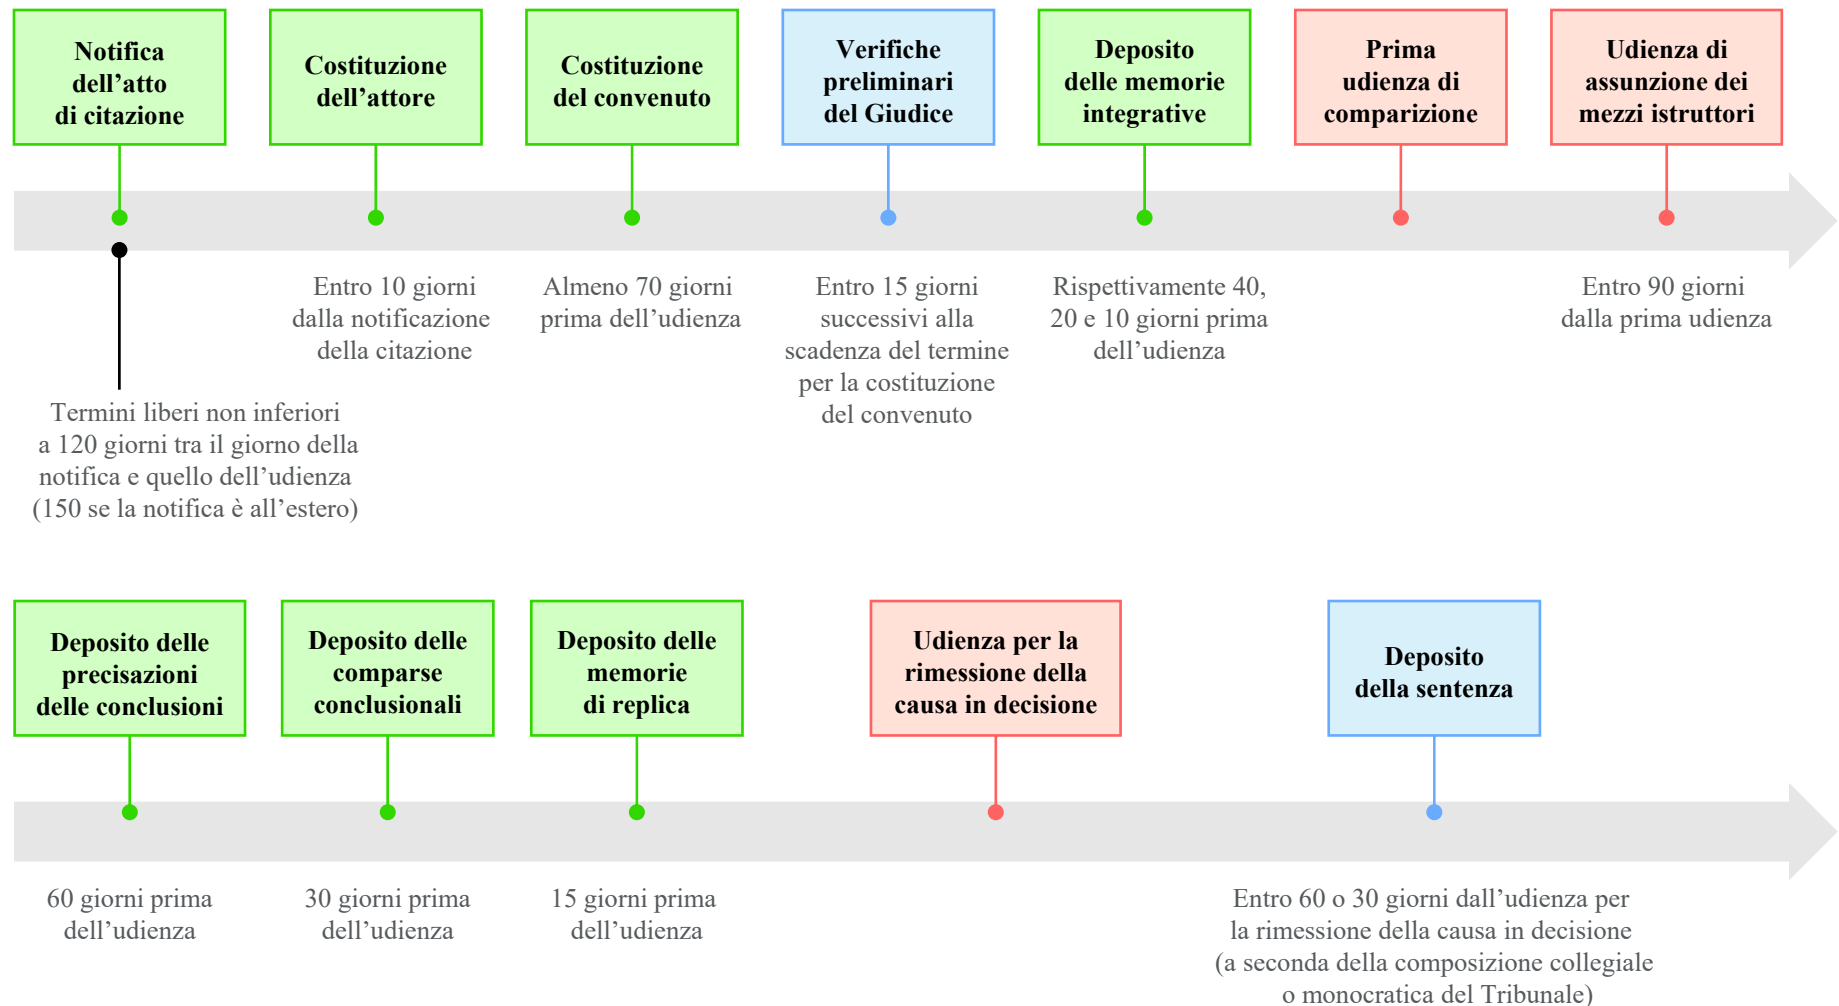 Notifica
dell’atto
di citazione
Costituzione
dell’attore
Costituzione
del convenuto
Verifiche
preliminari
del Giudice
Deposito
delle memorie
integrative
Prima
udienza di
comparizione
Udienza di
assunzione dei
mezzi istruttori
Termini liberi non inferiori
a 120 giorni tra il giorno della
notifica e quello dell’udienza
(150 se la notifica è all’estero)
Entro 10 giorni
dalla notificazione
della citazione
Almeno 70 giorni
prima dell’udienza
Entro 15 giorni
successivi alla
scadenza del termine
per la costituzione
del convenuto
Rispettivamente 40,
20 e 10 giorni prima
dell’udienza
Entro 90 giorni
dalla prima udienza
Deposito delle
precisazioni
delle conclusioni
Deposito delle
comparse
conclusionali
Deposito delle
memorie
di replica
Udienza per la
rimessione della
causa in decisione
Deposito
della sentenza
60 giorni prima
dell’udienza
30 giorni prima
dell’udienza
15 giorni prima
dell’udienza
Entro 60 o 30 giorni dall’udienza per
la rimessione della causa in decisione
(a seconda della composizione collegiale
o monocratica del Tribunale)